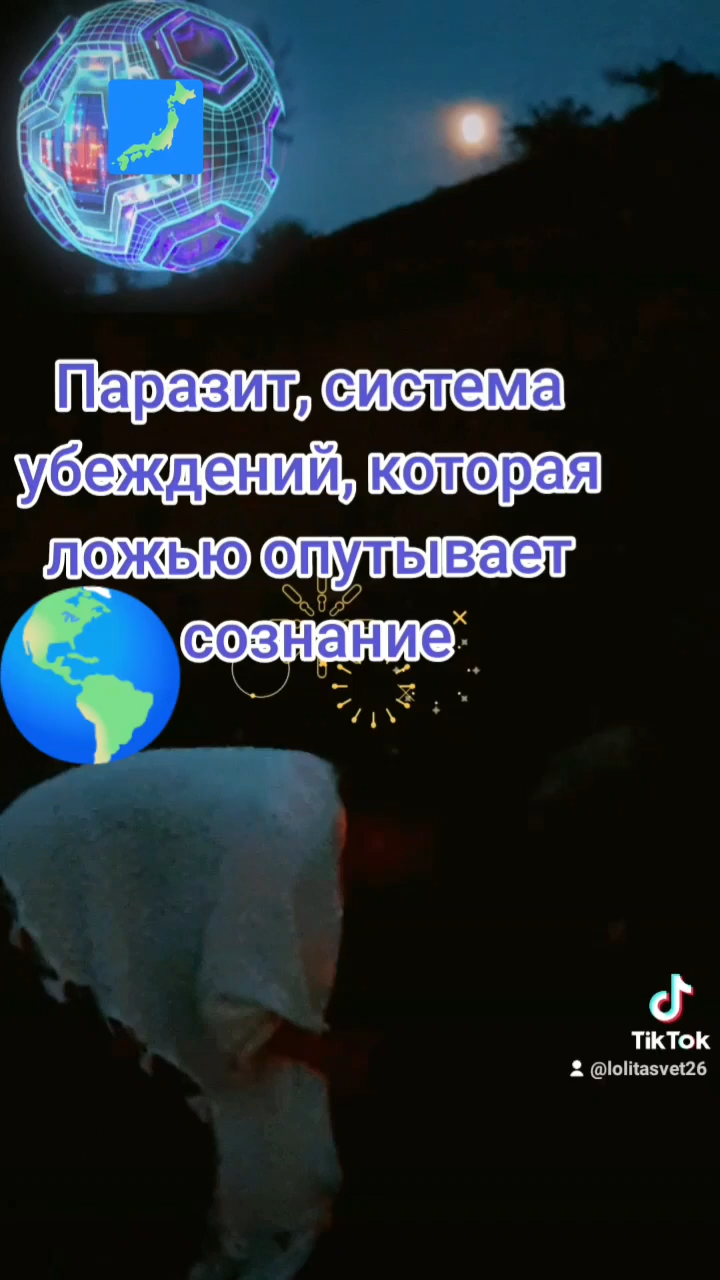 Паразит, система
убеждений, которая
ложью опутывает
сознание
TikTok
@lolitasvet26